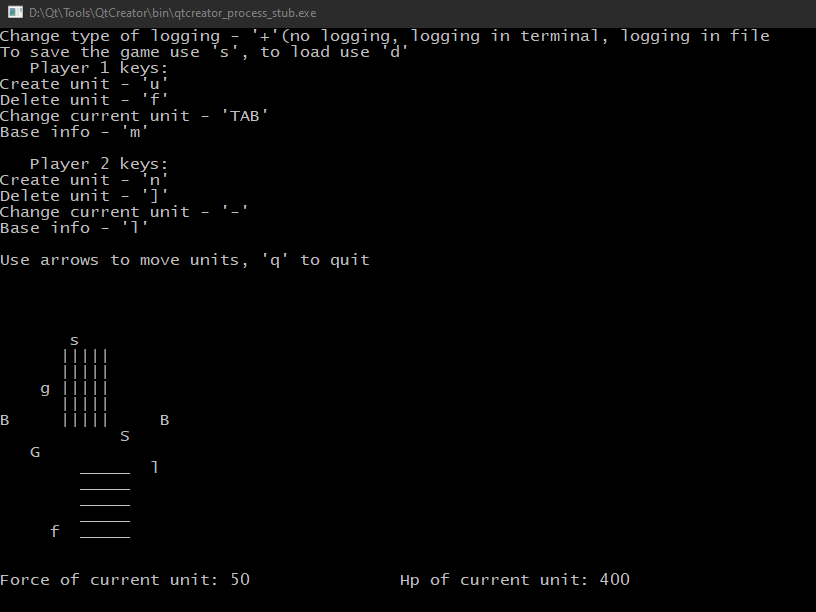 D:\Qt\Tools\QtCreator\bin\qtcreator_process_stub.exe
Change type of logging - '+'(no logging, logging in terminal, logging in file
To save the game use 's', to load use 'd'
   Player 1 keys:
Create unit - 'u'
Delete unit - 'f'
Change current unit - 'TAB'
Base info - 'm'

   Player 2 keys:
Create unit - 'n'
Delete unit - ']'
Change current unit - '-'
Base info - 'l'

Use arrows to move units, 'q' to quit

       s
      |||||
      |||||
    g |||||
      |||||
B     |||||     B
            S
   G
        _____  l
        _____
        _____
        _____
     f  _____

Force of current unit: 50               Hp of current unit: 400